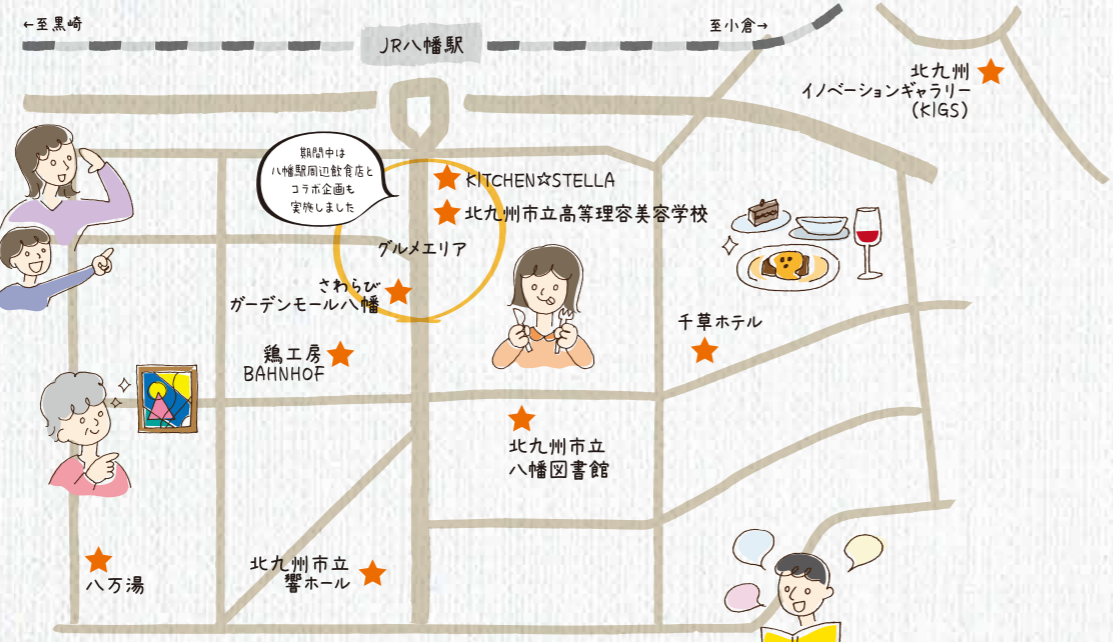 ←至黒崎
至小倉→
JR八幡駅
北九州
イノベーションギャラリー
(KIGS)
期間中は
八幡駅周辺飲食店と
コラボ企画も
実施しました
KITCHEN☆STELLA
北九州市立高等理容美容学校
グルメエリア
さわらび
ガーデンモール八幡
千草ホテル
鶏工房
BAHNHOF
北九州市立
八幡図書館
北九州市立
響ホール
八万湯